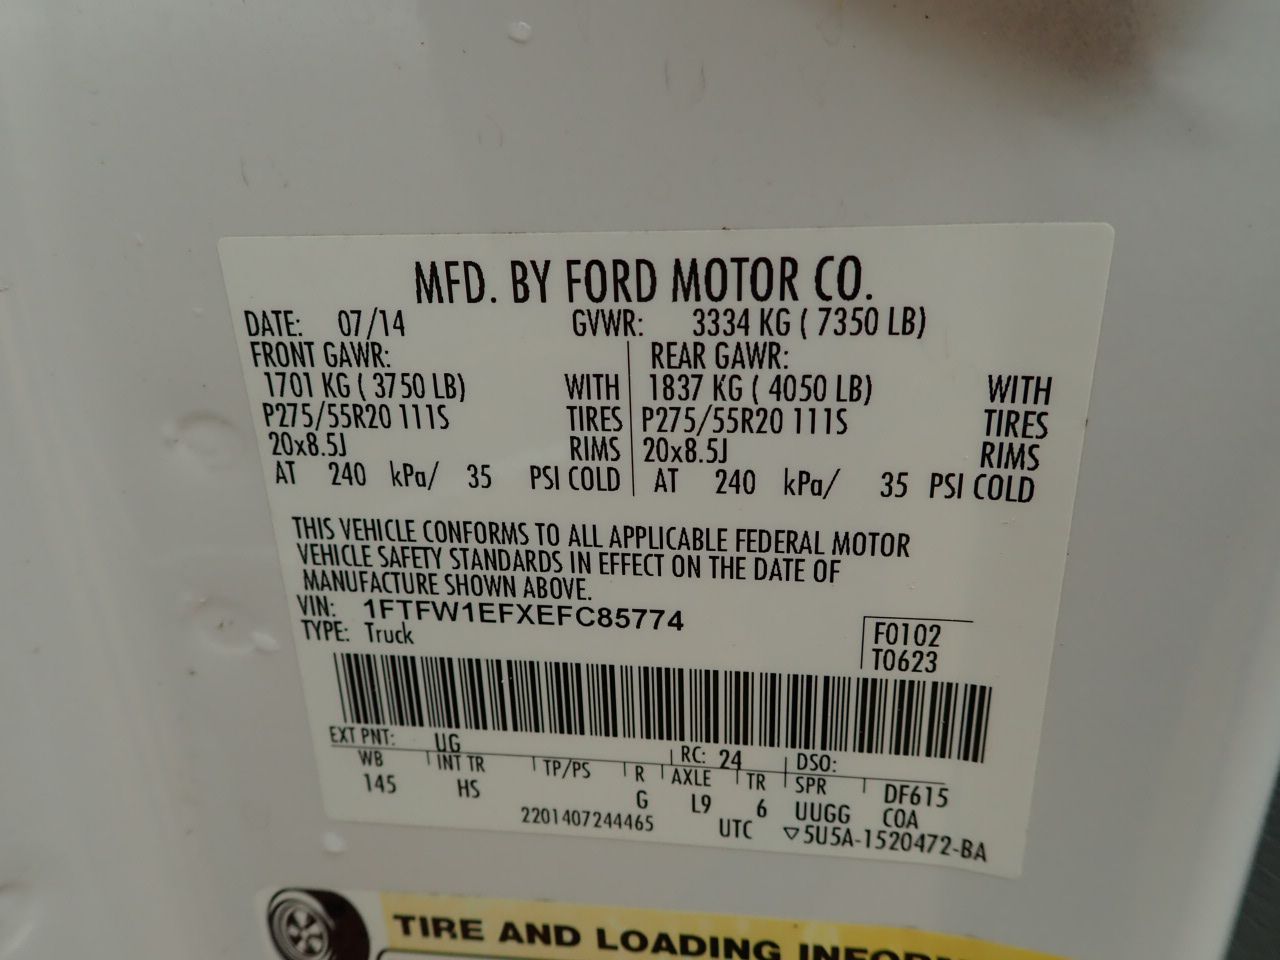 MFD. BY FORD MOTOR CO.
DATE: 07/14 GVWR: 3334 KG ( 7350 LB)
FRONT GAWR: REAR GAWR:
1701 KG ( 3750 LB) WITH 1837 KG ( 4050 LB) WITH
P275/55R20 111S TIRES P275/55R20 111S TIRES
20x8.5J RIMS 20x8.5J RIMS
AT 240 kPa/ 35 PSI COLD AT 240 kPa/ 35 PSI COLD
THIS VEHICLE CONFORMS TO ALL APPLICABLE FEDERAL MOTOR
VEHICLE SAFETY STANDARDS IN EFFECT ON THE DATE OF
MANUFACTURE SHOWN ABOVE.
VIN: 1FTFW1EFXEFC85774
TYPE: Truck
F0102
T0623
EXT PNT: UG RC: 24 DSO:
WB INT TR TP/PS R AXLE TR SPR DF615
145 HS G L9 6 UUGG COA
2201407244465 UTC ▽5U5A-1520472-BA
TIRE AND LOADING